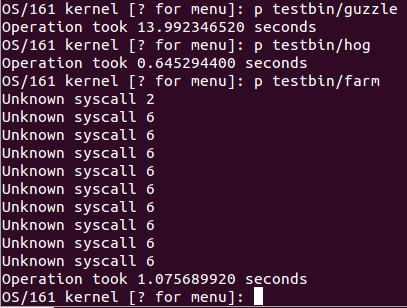 OS/161 kernel [? for menu]: p testbin/guzzle
Operation took 13.992346520 seconds
OS/161 kernel [? for menu]: p testbin/hog
Operation took 0.645294400 seconds
OS/161 kernel [? for menu]: p testbin/farm
Unknown syscall 2
Unknown syscall 6
Unknown syscall 6
Unknown syscall 6
Unknown syscall 6
Unknown syscall 6
Unknown syscall 6
Unknown syscall 6
Unknown syscall 6
Unknown syscall 6
Operation took 1.075689920 seconds
OS/161 kernel [? for menu]: